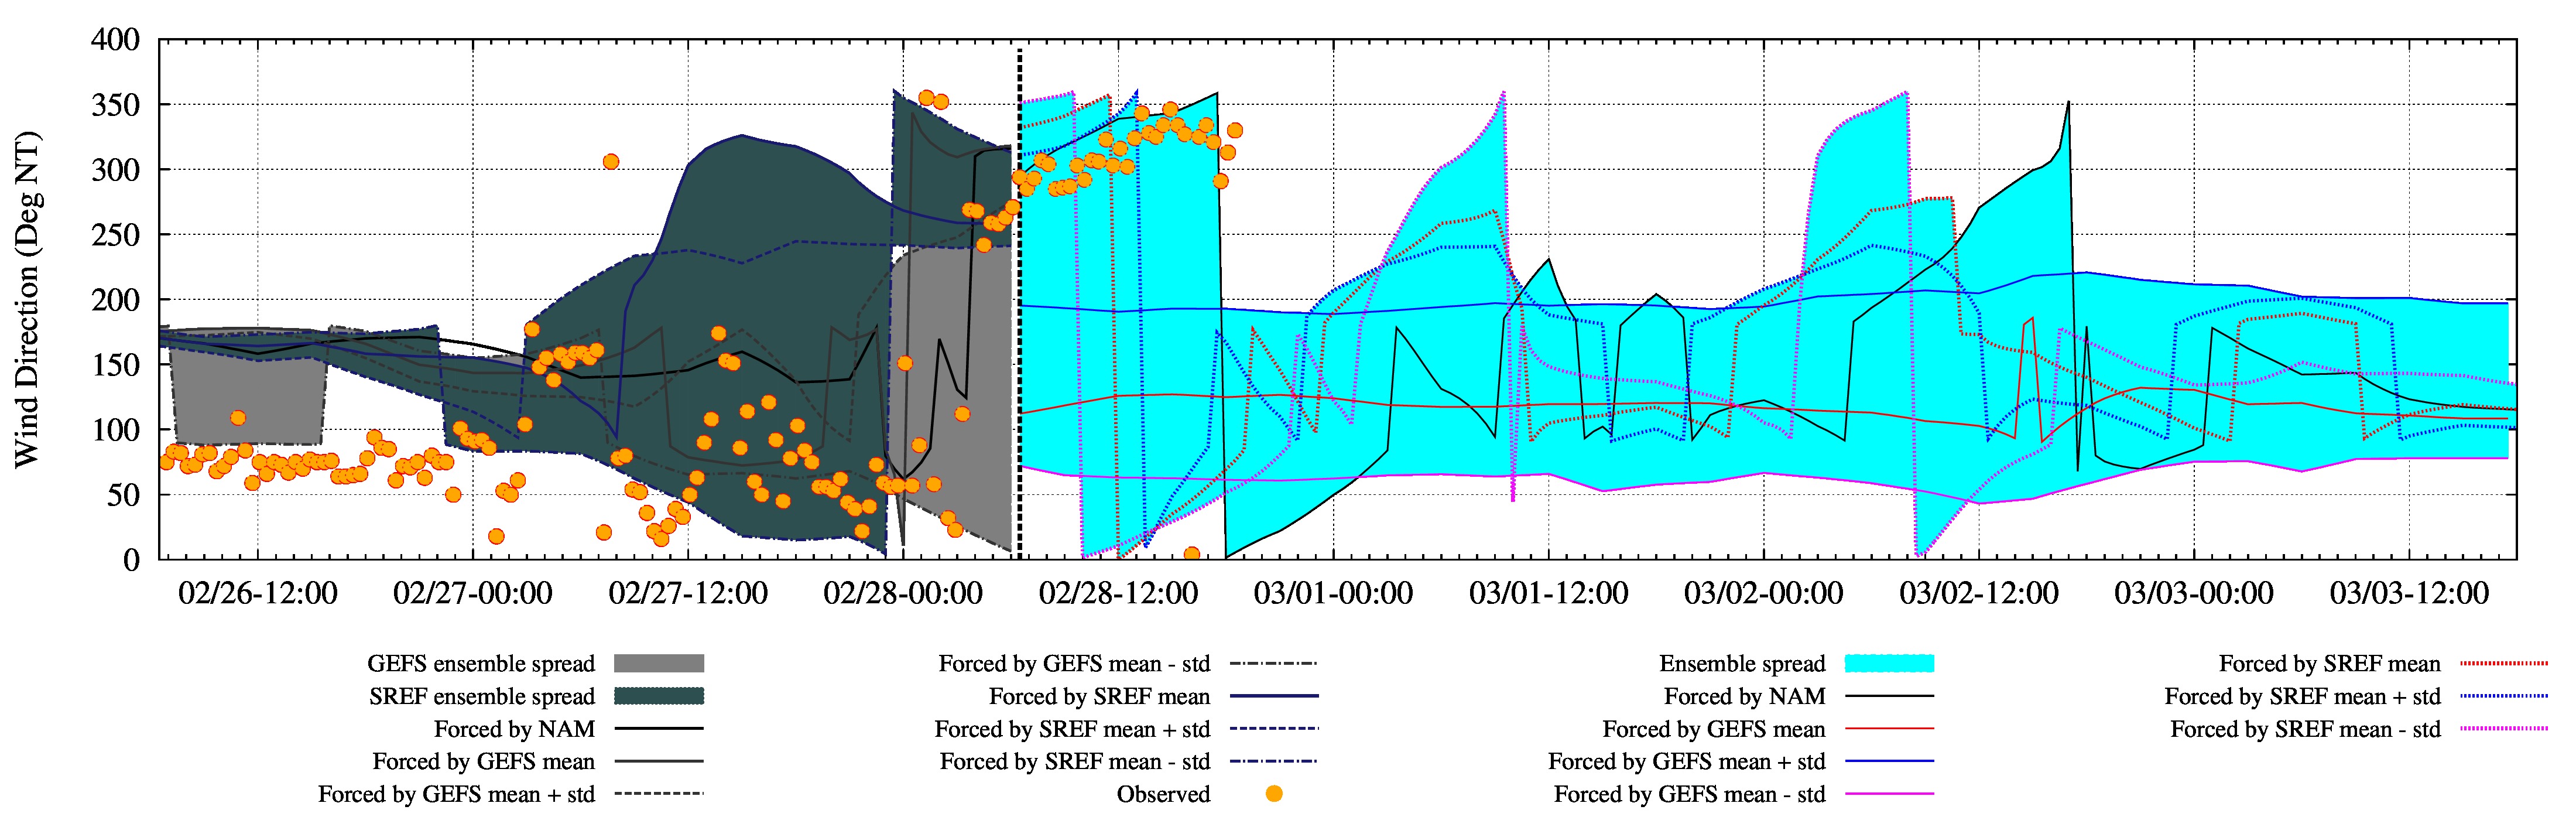 400
350
300
250
200
150
100
50
0
Wind Direction (Deg NT)
02/26-12:00 02/27-00:00 02/27-12:00 02/28-00:00 02/28-12:00 03/01-00:00 03/01-12:00 03/02-00:00 03/02-12:00 03/03-00:00 03/03-12:00
GEFS ensemble spread
SREF ensemble spread
Forced by NAM
Forced by GEFS mean
Forced by GEFS mean + std
Forced by GEFS mean - std
Forced by SREF mean
Forced by SREF mean + std
Forced by SREF mean - std
Observed
Ensemble spread
Forced by NAM
Forced by GEFS mean
Forced by GEFS mean + std
Forced by GEFS mean - std
Forced by SREF mean
Forced by SREF mean + std
Forced by SREF mean - std